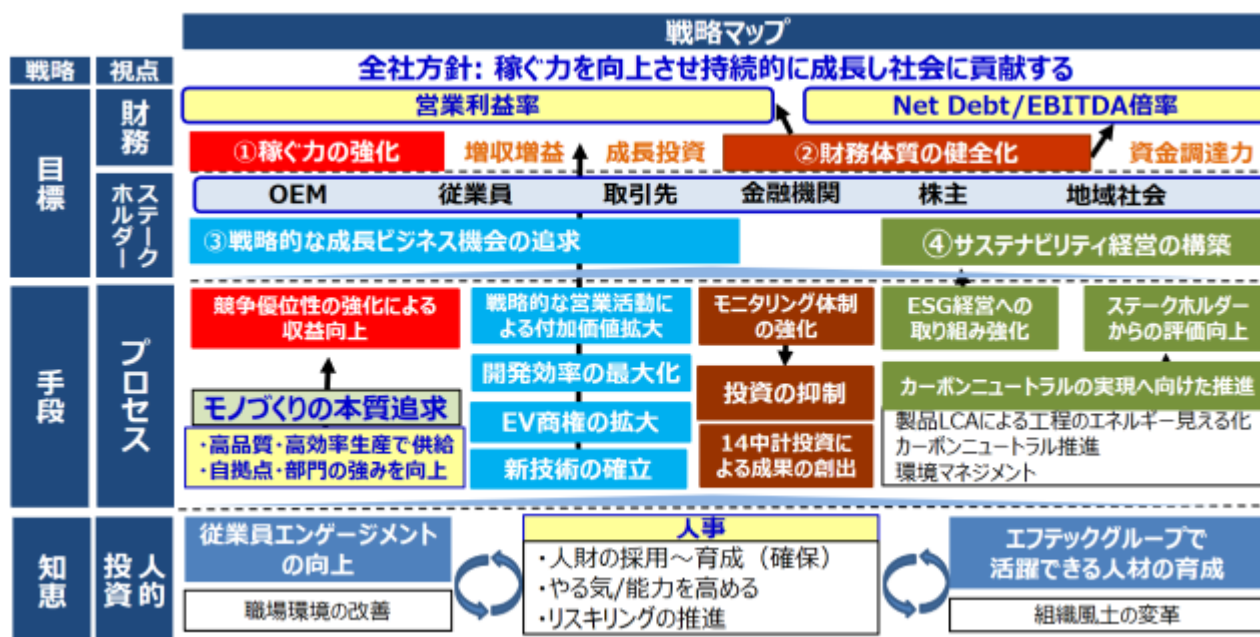 戦略マップ
戦略
視点
全社方針: 稼ぐ力を向上させ持続的に成長し社会に貢献する
目標
財務
営業利益率
Net Debt/EBITDA倍率
①稼ぐ力の強化
増収増益
成長投資
②財務体質の健全化
資金調達力
ステークホルダー
OEM
従業員
取引先
金融機関
株主
地域社会
③戦略的な成長ビジネス機会の追求
④サステナビリティ経営の構築
手段
プロセス
競争優位性の強化による
収益向上
モノづくりの本質追求
・高品質・高効率生産で供給
・自拠点・部門の強みを向上
戦略的な営業活動に
よる付加価値拡大
開発効率の最大化
EV商権の拡大
新技術の確立
モニタリング体制
の強化
投資の抑制
14中計投資に
よる成果の創出
ESG経営への
取り組み強化
ステークホルダー
からの評価向上
カーボンニュートラルの実現へ向けた推進
製品LCAによる工程のエネルギー見える化
カーボンニュートラル推進
環境マネジメント
知恵
人的投資
従業員エンゲージメント
の向上
職場環境の改善
人事
・人財の採用～育成（確保）
・やる気/能力を高める
・リスキリングの推進
エフテックグループで
活躍できる人材の育成
組織風土の変革